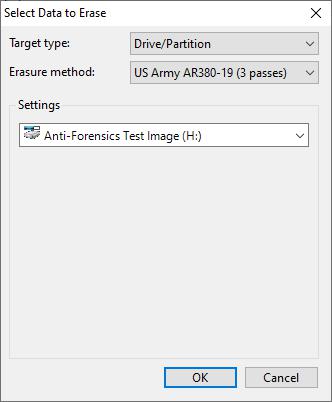 Select Data to Erase
Target type: Drive/Partition
Erasure method: US Army AR380-19 (3 passes)
Settings
Anti-Forensics Test Image (H:)
OK Cancel